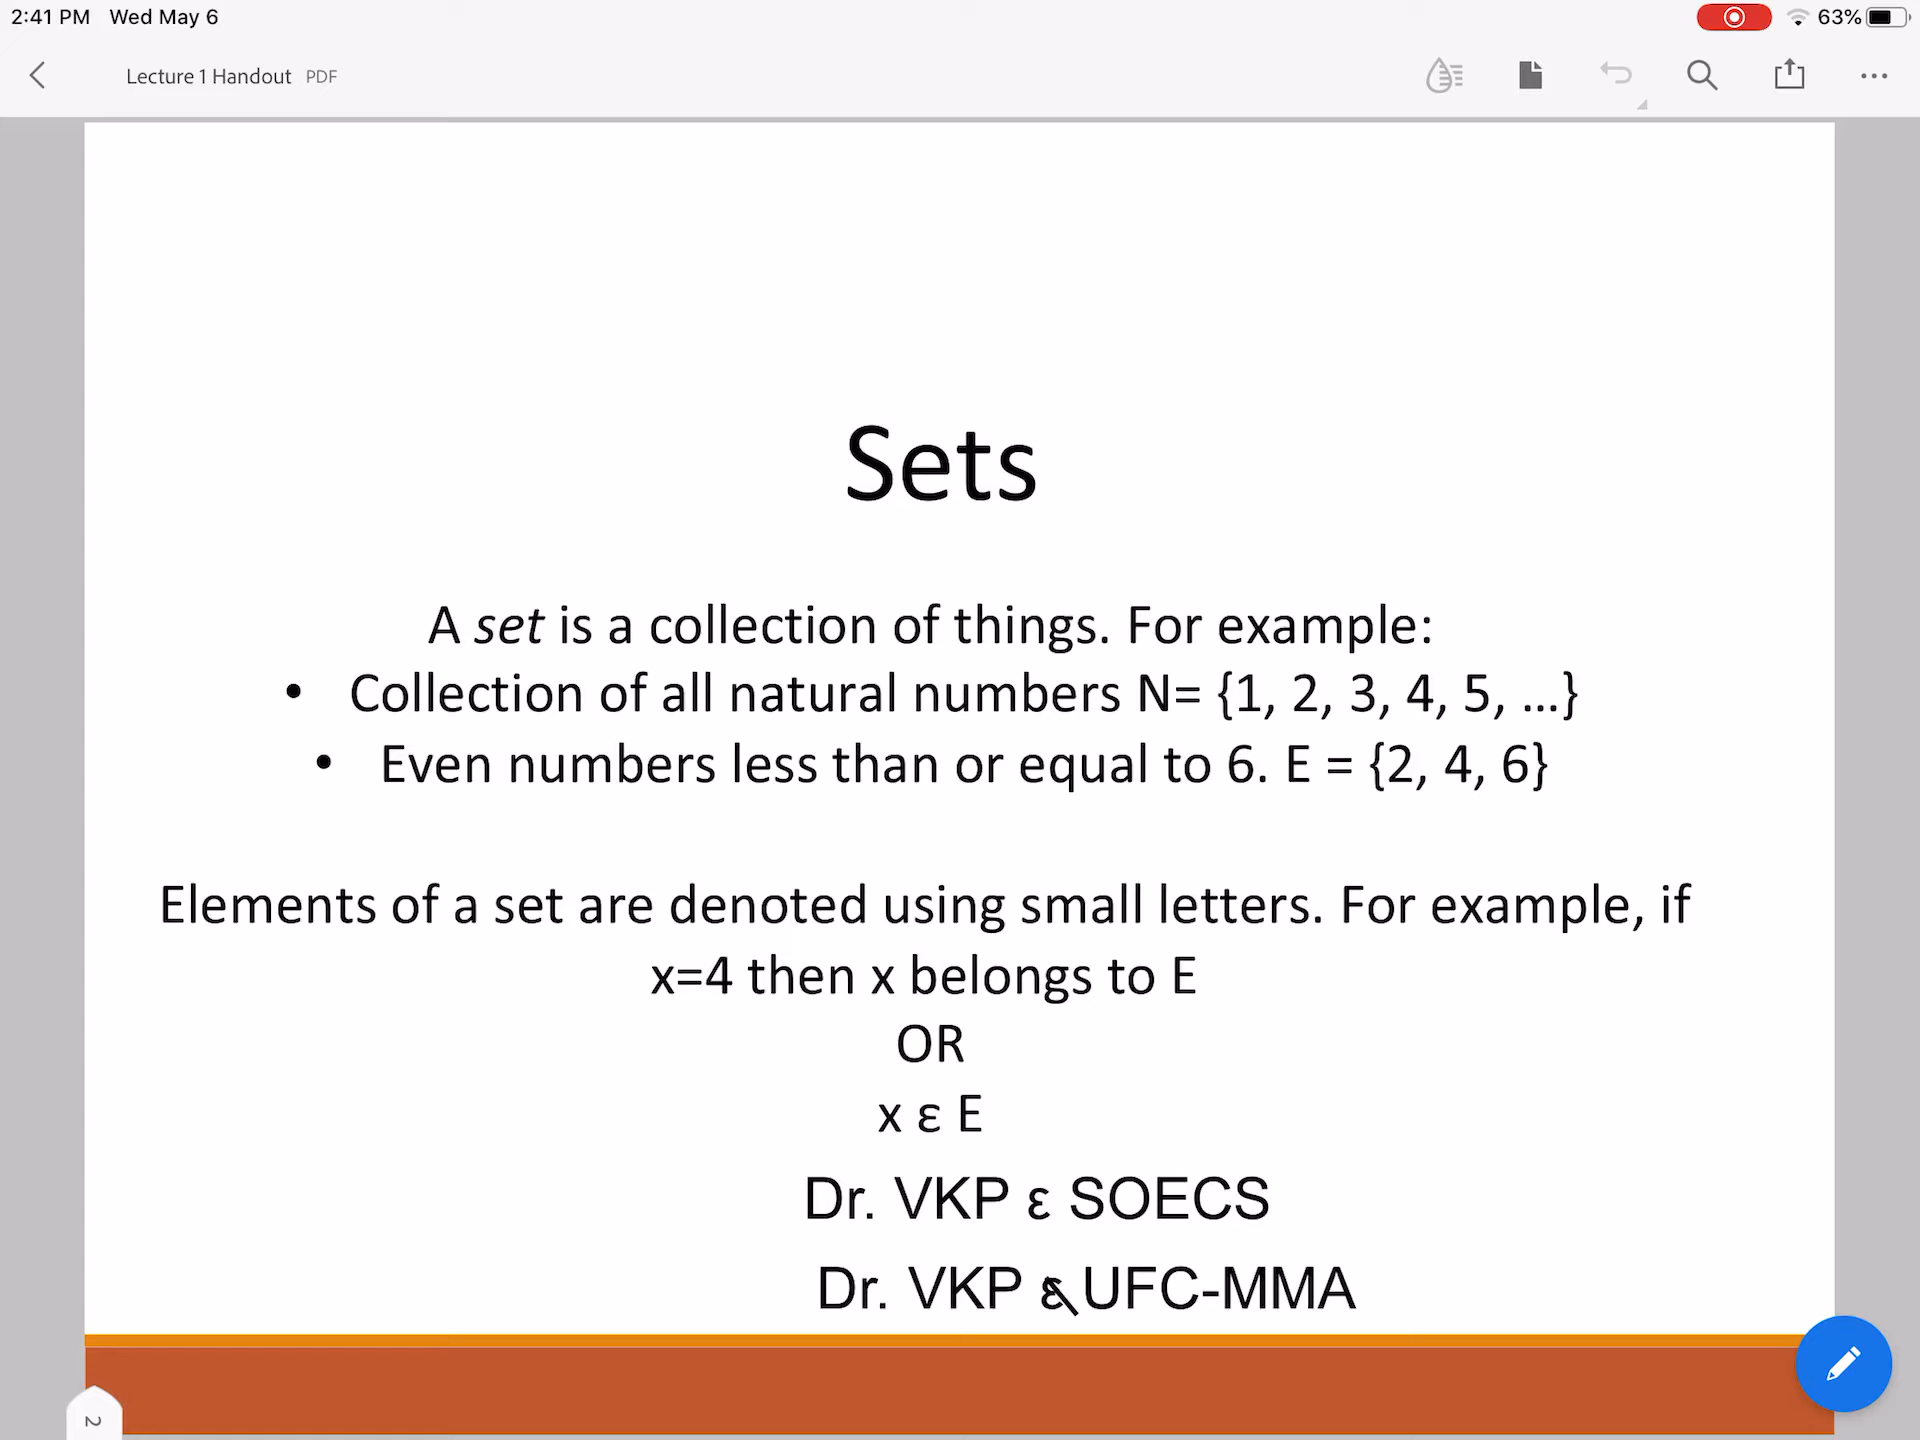 2:41 PM Wed May 6
63%
Lecture 1 Handout PDF
Sets
A set is a collection of things. For example:
• Collection of all natural numbers N= {1, 2, 3, 4, 5, ...}
• Even numbers less than or equal to 6. E = {2, 4, 6}
Elements of a set are denoted using small letters. For example, if
x=4 then x belongs to E
OR
x ε E
Dr. VKP ε SOECS
Dr. VKP ε̸ UFC-MMA
2